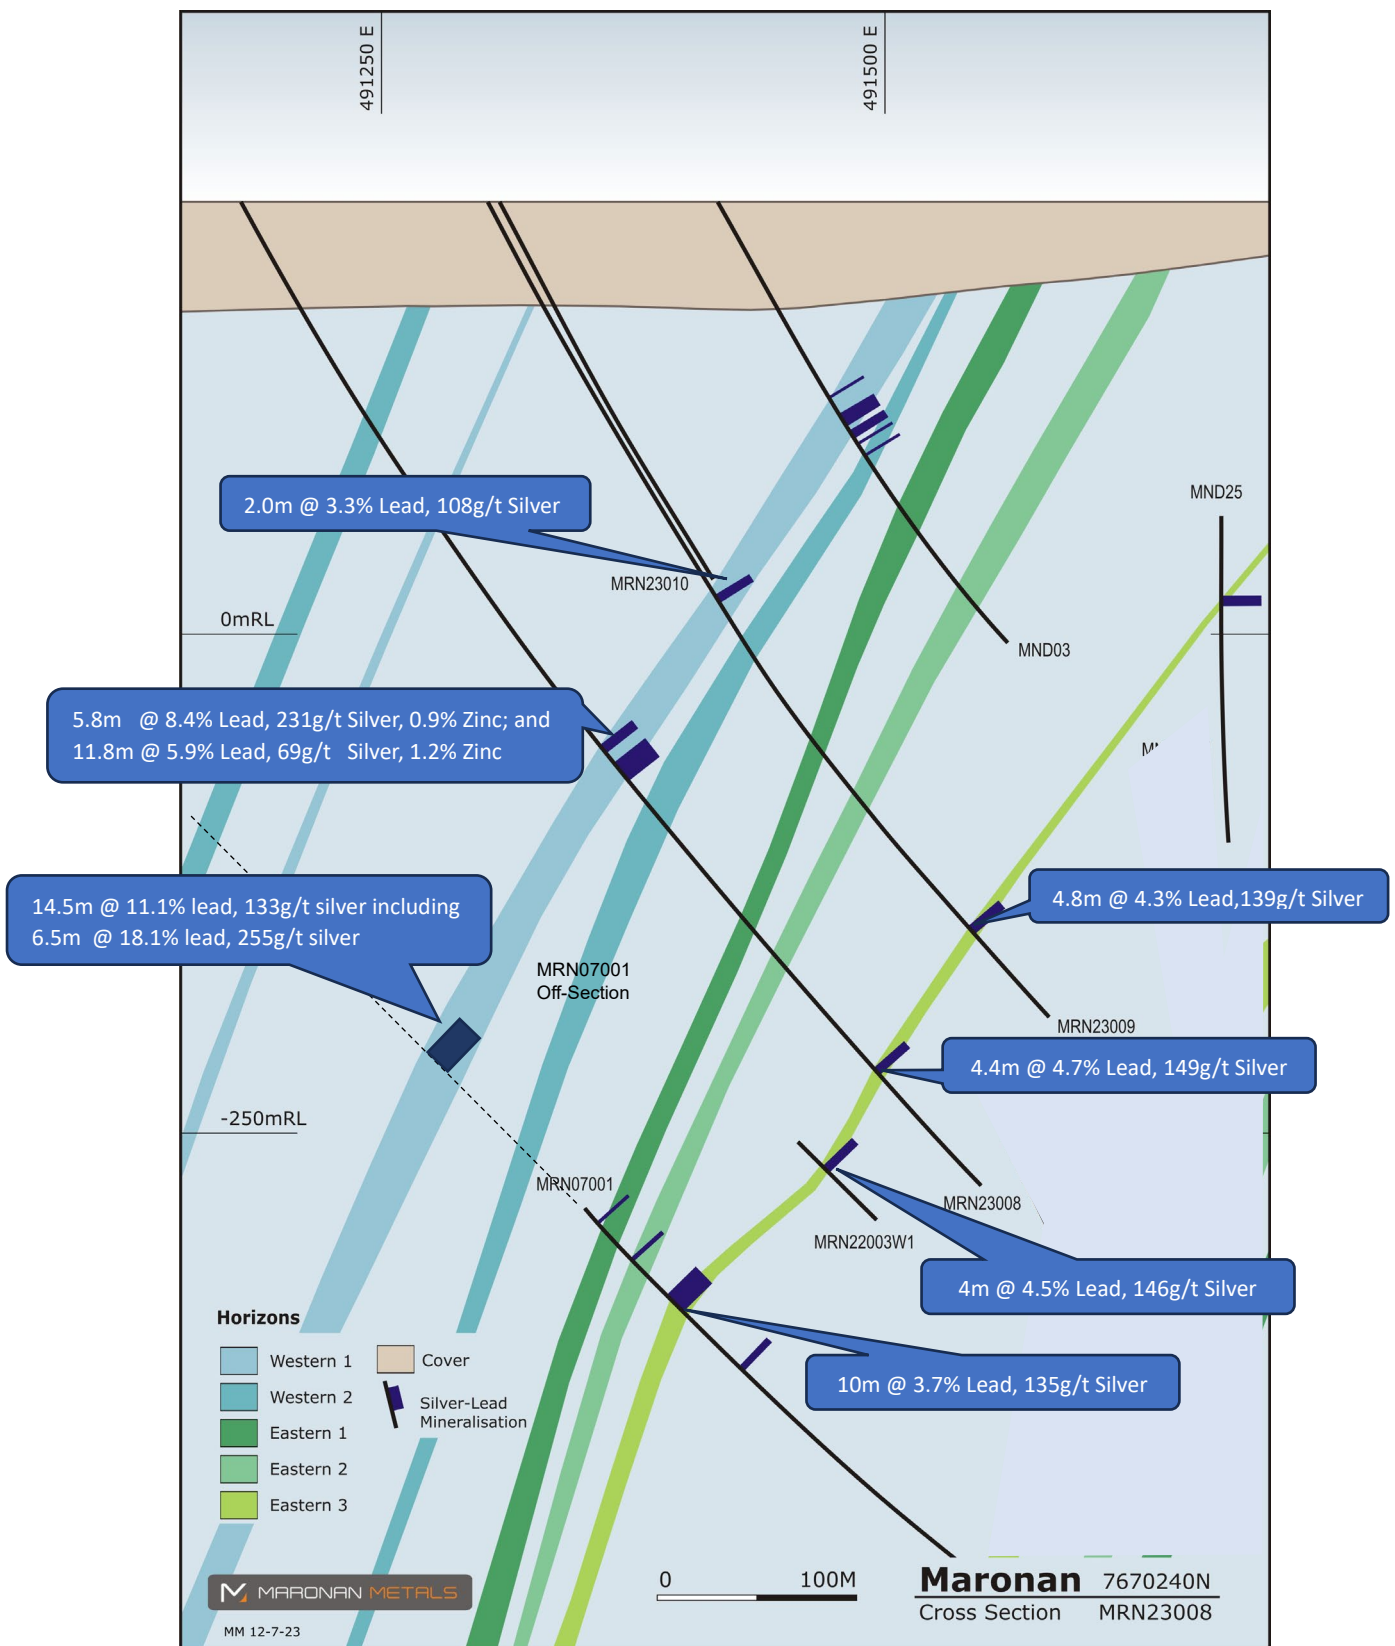 491250 E
491500 E
2.0m @ 3.3% Lead, 108g/t Silver
MND25
MRN23010
0mRL
MND03
5.8m @ 8.4% Lead, 231g/t Silver, 0.9% Zinc; and
11.8m @ 5.9% Lead, 69g/t Silver, 1.2% Zinc
14.5m @ 11.1% lead, 133g/t silver including
6.5m @ 18.1% lead, 255g/t silver
4.8m @ 4.3% Lead,139g/t Silver
MRN07001
Off-Section
MRN23009
4.4m @ 4.7% Lead, 149g/t Silver
-250mRL
MRN07001
MRN23008
MRN22003W1
4m @ 4.5% Lead, 146g/t Silver
Horizons
Western 1
Cover
Western 2
Silver-Lead
Mineralisation
Eastern 1
Eastern 2
Eastern 3
10m @ 3.7% Lead, 135g/t Silver
MARONAN METALS
MM 12-7-23
0 100M
Maronan 7670240N
Cross Section MRN23008